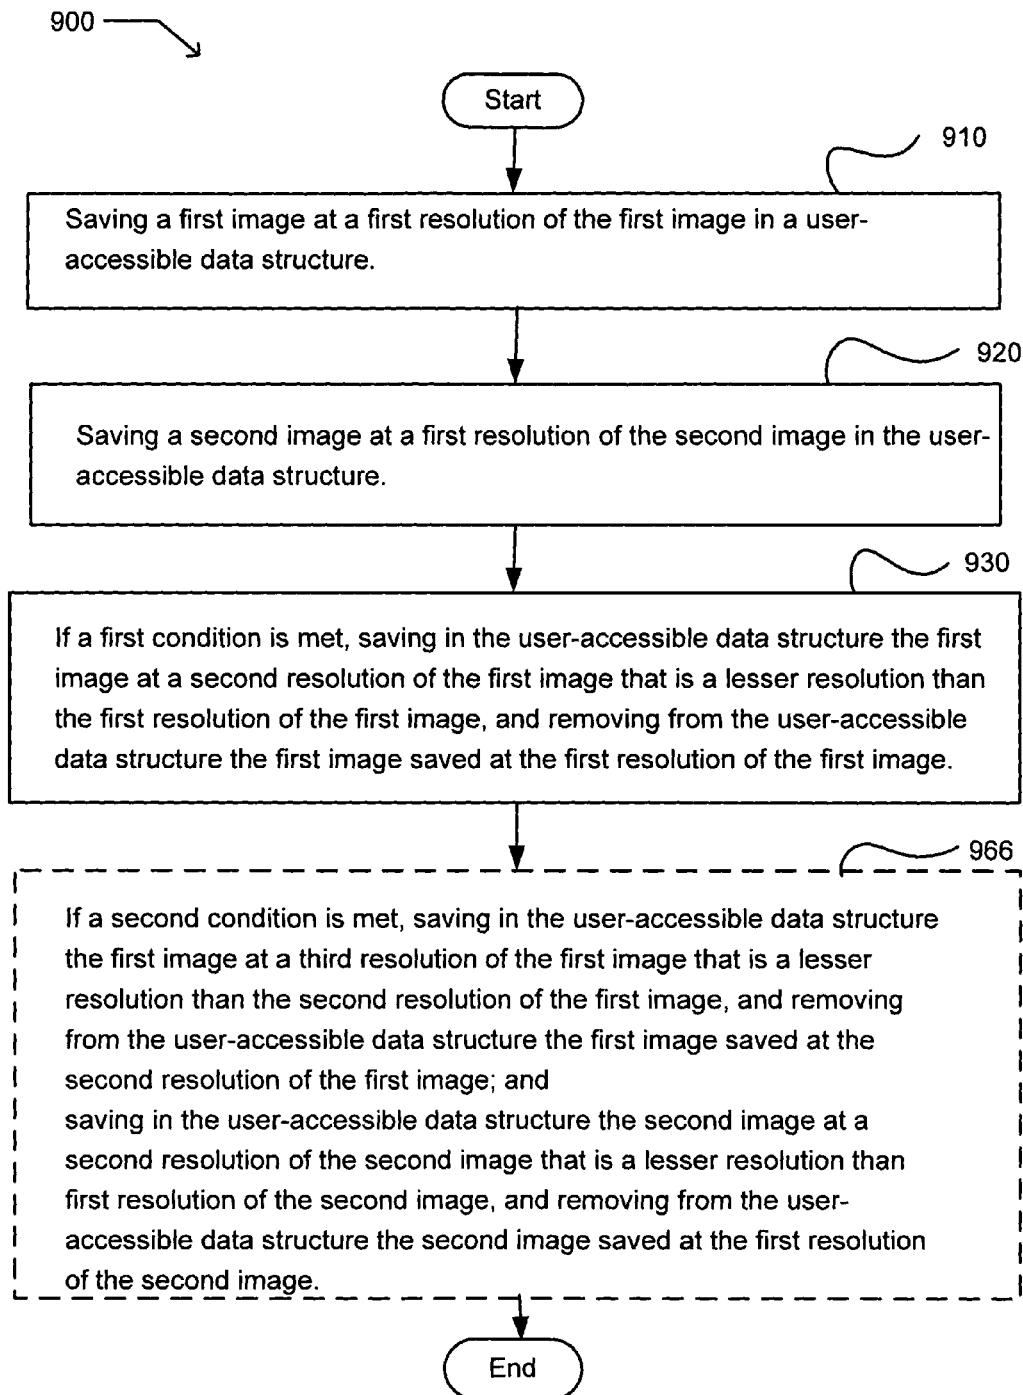 900
Start
910
Saving a first image at a first resolution of the first image in a user-
accessible data structure.
920
Saving a second image at a first resolution of the second image in the user-
accessible data structure.
930
If a first condition is met, saving in the user-accessible data structure the first
image at a second resolution of the first image that is a lesser resolution than
the first resolution of the first image, and removing from the user-accessible
data structure the first image saved at the first resolution of the first image.
966
If a second condition is met, saving in the user-accessible data structure
the first image at a third resolution of the first image that is a lesser
resolution than the second resolution of the first image, and removing
from the user-accessible data structure the first image saved at the
second resolution of the first image; and
saving in the user-accessible data structure the second image at a
second resolution of the second image that is a lesser resolution than
first resolution of the second image, and removing from the user-
accessible data structure the second image saved at the first resolution
of the second image.
End